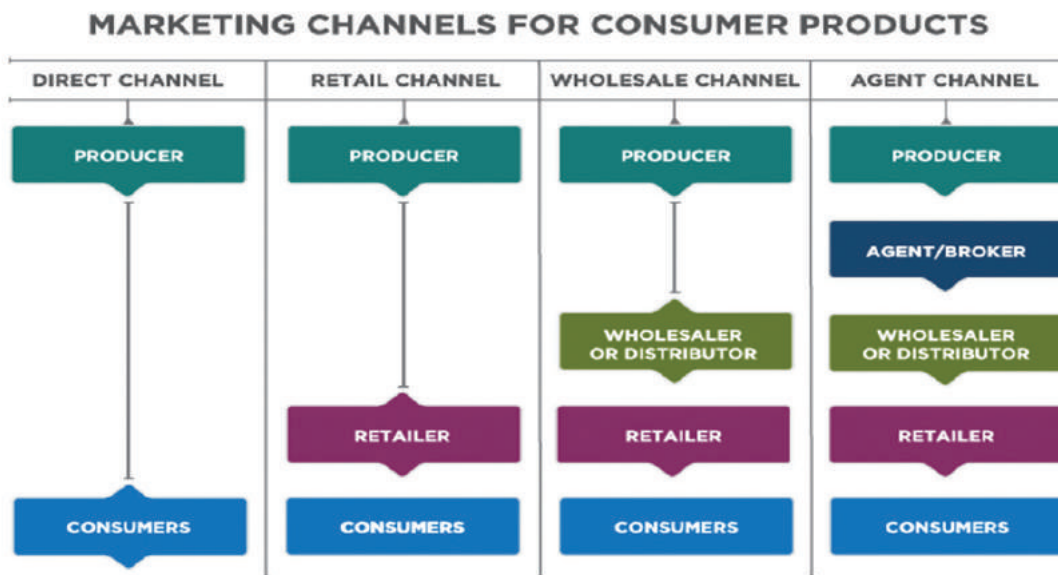 MARKETING CHANNELS FOR CONSUMER PRODUCTS
DIRECT CHANNEL
PRODUCER
CONSUMERS
RETAIL CHANNEL
PRODUCER
RETAILER
CONSUMERS
WHOLESALE CHANNEL
PRODUCER
WHOLESALER
OR DISTRIBUTOR
RETAILER
CONSUMERS
AGENT CHANNEL
PRODUCER
AGENT/BROKER
WHOLESALER
OR DISTRIBUTOR
RETAILER
CONSUMERS